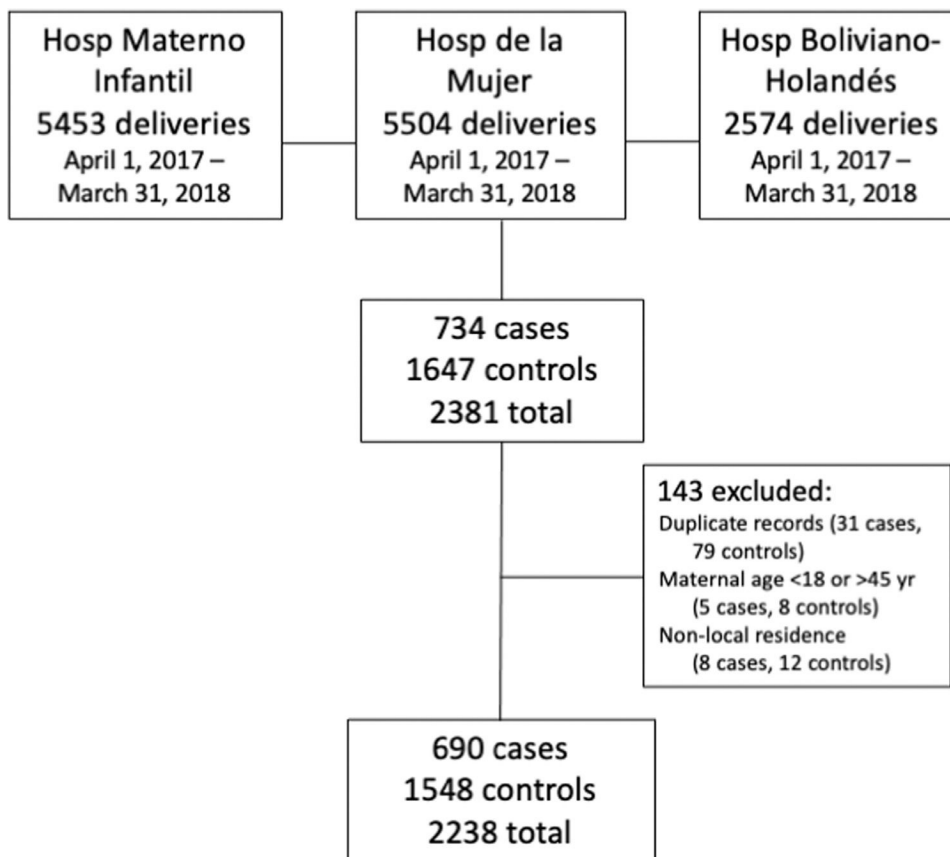 Hosp Materno
Infantil
5453 deliveries
April 1, 2017 –
March 31, 2018
Hosp de la
Mujer
5504 deliveries
April 1, 2017 –
March 31, 2018
Hosp Boliviano-
Holandés
2574 deliveries
April 1, 2017 –
March 31, 2018
734 cases
1647 controls
2381 total
143 excluded:
Duplicate records (31 cases,
79 controls)
Maternal age <18 or >45 yr
(5 cases, 8 controls)
Non-local residence
(8 cases, 12 controls)
690 cases
1548 controls
2238 total